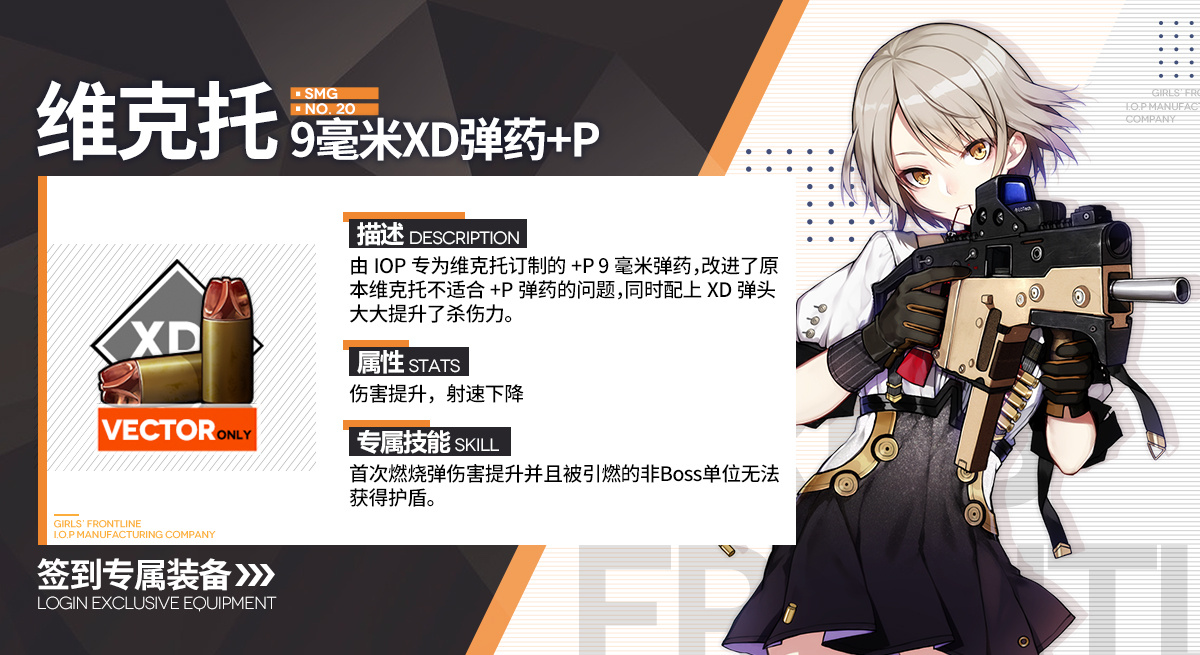 维克托
SMG
NO. 20
9毫米XD弹药+P
GIRLS' FR
I.O.P MANUFAC
COMPANY
描述 DESCRIPTION
由 IOP 专为维克托订制的 +P 9 毫米弹药,改进了原
本维克托不适合 +P 弹药的问题,同时配上 XD 弹头
大大提升了杀伤力。
XD
VECTOR ONLY
属性 STATS
伤害提升，射速下降
专属技能 SKILL
首次燃烧弹伤害提升并且被引燃的非Boss单位无法
获得护盾。
GIRLS' FRONTLINE
I.O.P MANUFACTURING COMPANY
签到专属装备
LOGIN EXCLUSIVE EQUIPMENT